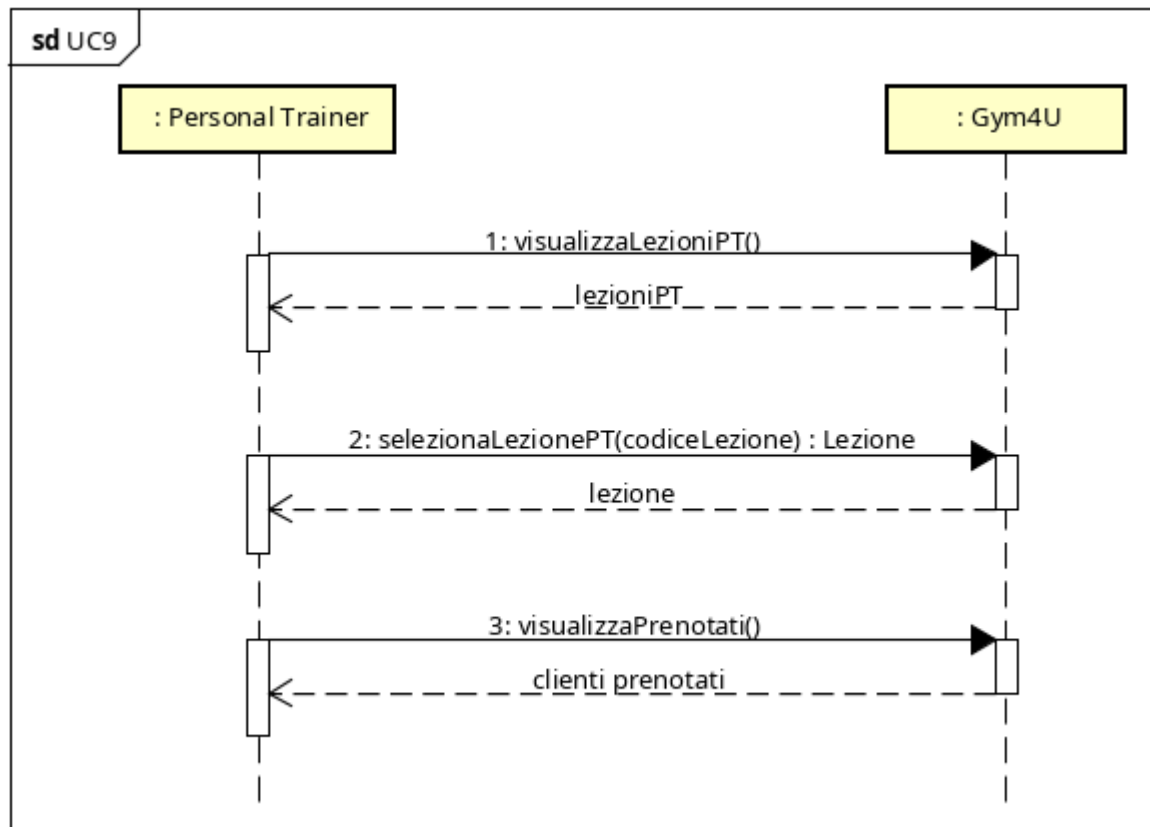 sd UC9
: Personal Trainer
: Gym4U
1: visualizzaLezioniPT()
lezioniPT
2: selezionaLezionePT(codiceLezione) : Lezione
lezione
3: visualizzaPrenotati()
clienti prenotati